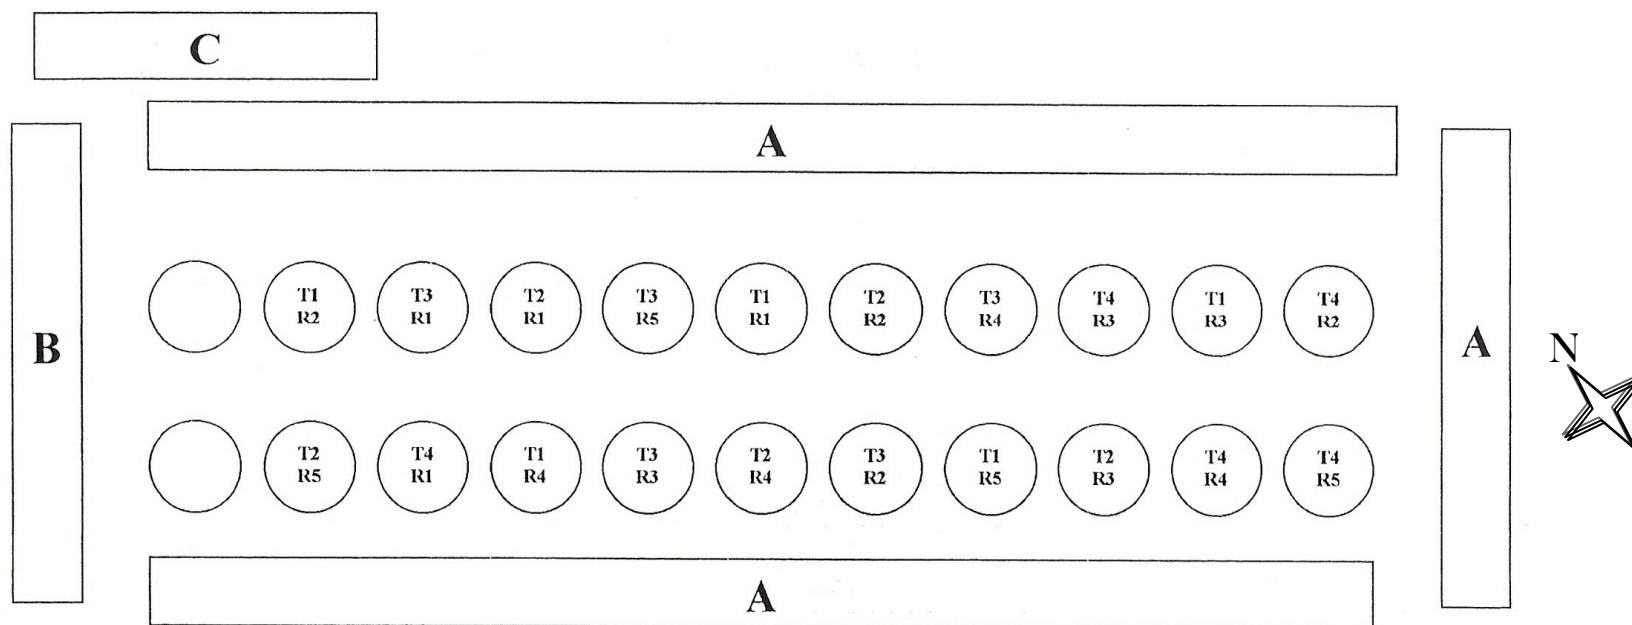 C
A
T1 T3 T2 T3 T1 T2 T3 T4 T1 T4
R2 R1 R1 R5 R1 R2 R4 R3 R3 R2
B
A
N
T2 T4 T1 T3 T2 T3 T1 T2 T4 T4
R5 R1 R4 R3 R4 R2 R5 R3 R4 R5
A